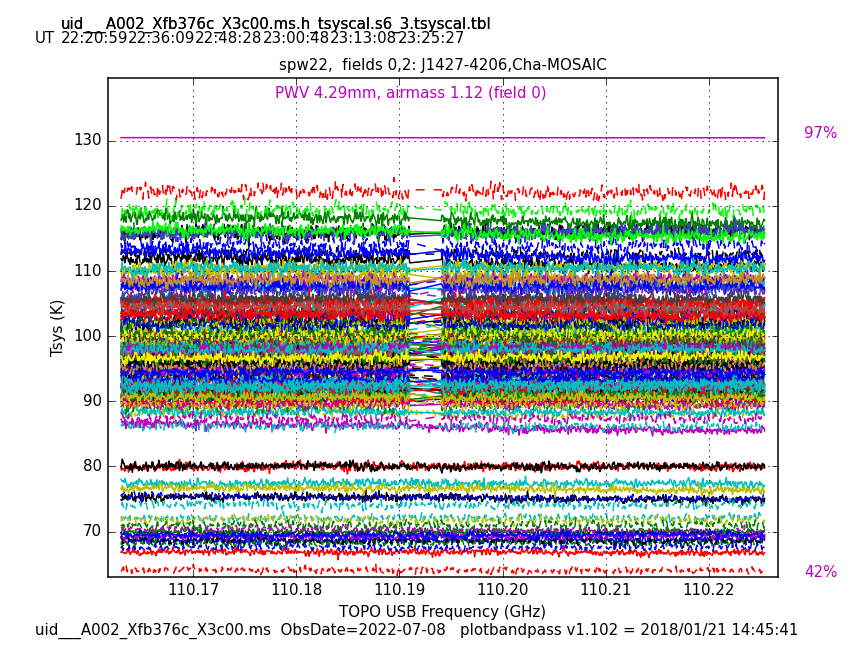 uid___A002_Xfb376c_X3c00.ms.h_tsyscal.s6_3.tsyscal.tbl
UT 22:20:59 22:36:09 22:48:28 23:00:48 23:13:08 23:25:27
spw22,  fields 0,2: J1427-4206,Cha-MOSAIC
PWV 4.29mm, airmass 1.12 (field 0)
97%
130
120
110
100
90
80
70
42%
Tsys (K)
110.17 110.18 110.19 110.20 110.21 110.22
TOPO USB Frequency (GHz)
uid___A002_Xfb376c_X3c00.ms  ObsDate=2022-07-08   plotbandpass v1.102 = 2018/01/21 14:45:41